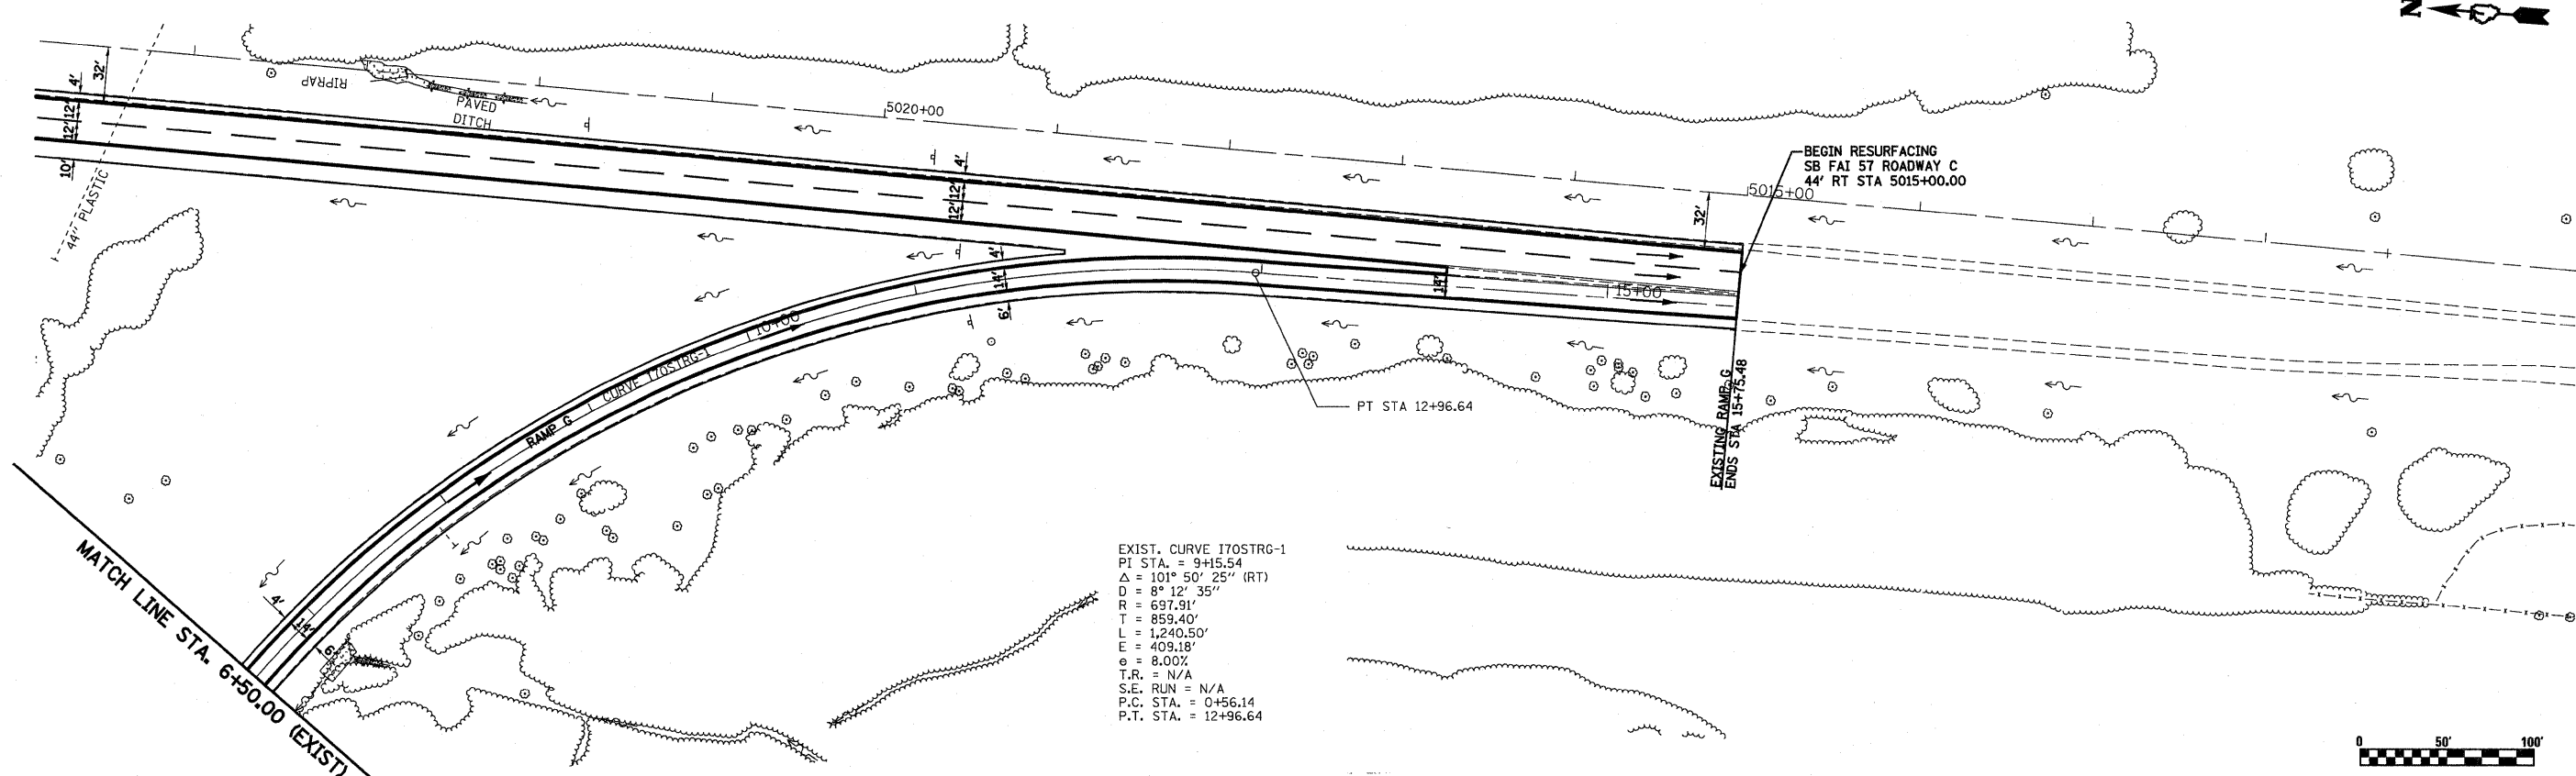 N
32'
4'
12'
12'
10'
44" PLASTIC
RIPRAP
PAVED
DITCH
5020+00
4'
12'
12'
4'
14'
6'
BEGIN RESURFACING
SB FAI 57 ROADWAY C
44' RT STA 5015+00.00
5015+00
32'
14'
15+00
10+00
CURVE I70STRG-1
RAMP G
PT STA 12+96.64
EXISTING RAMP G
ENDS STA 15+75.48
MATCH LINE STA. 6+50.00 (EXIST)
4'
14'
6'
EXIST. CURVE I70STRG-1
PI STA. = 9+15.54
Δ = 101° 50' 25" (RT)
D = 8° 12' 35"
R = 697.91'
T = 859.40'
L = 1,240.50'
E = 409.18'
e = 8.00%
T.R. = N/A
S.E. RUN = N/A
P.C. STA. = 0+56.14
P.T. STA. = 12+96.64
0 50' 100'